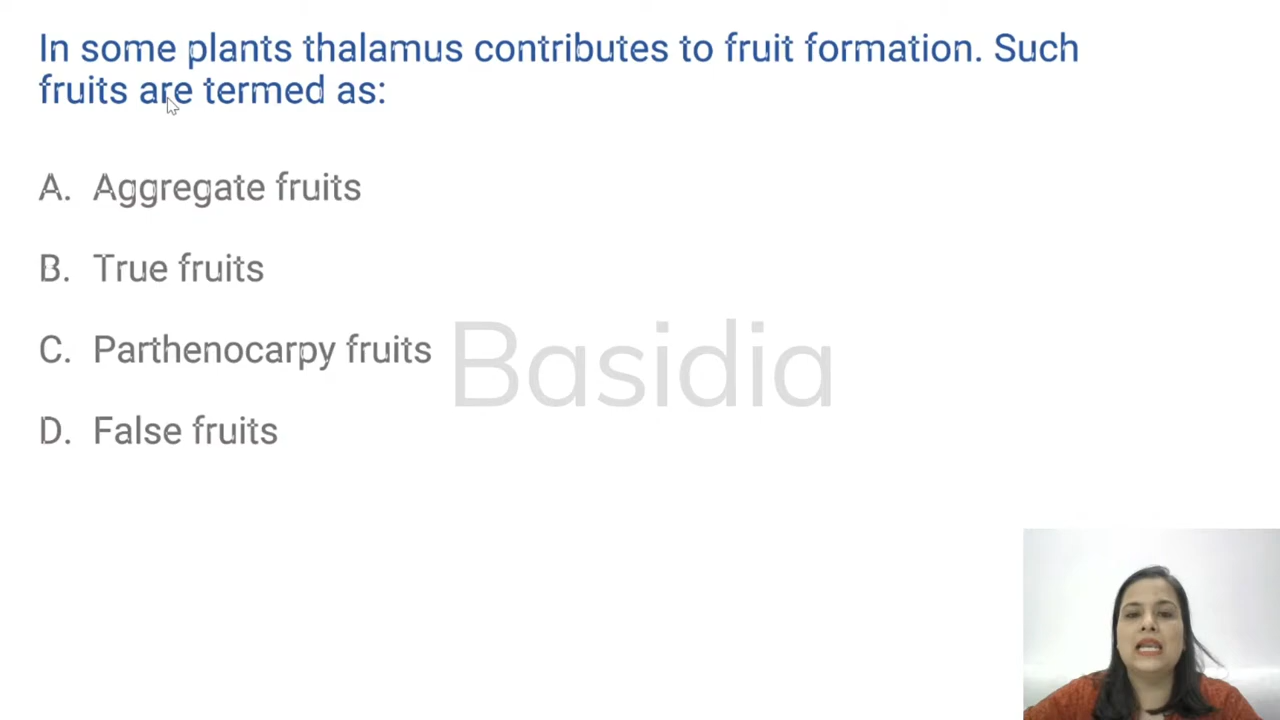 In some plants thalamus contributes to fruit formation. Such
fruits are termed as:
A. Aggregate fruits
B. True fruits
C. Parthenocarpy fruits
D. False fruits
Basidia